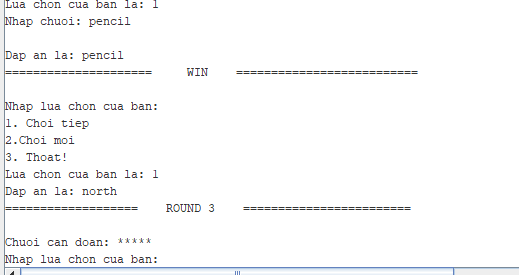 Lua chon cua ban la: 1
Nhap chuoi: pencil
Dap an la: pencil
===================== WIN ==========================
Nhap lua chon cua ban:
1. Choi tiep
2.Choi moi
3. Thoat!
Lua chon cua ban la: 1
Dap an la: north
=================== ROUND 3 ========================
Chuoi can doan: *****
Nhap lua chon cua ban: